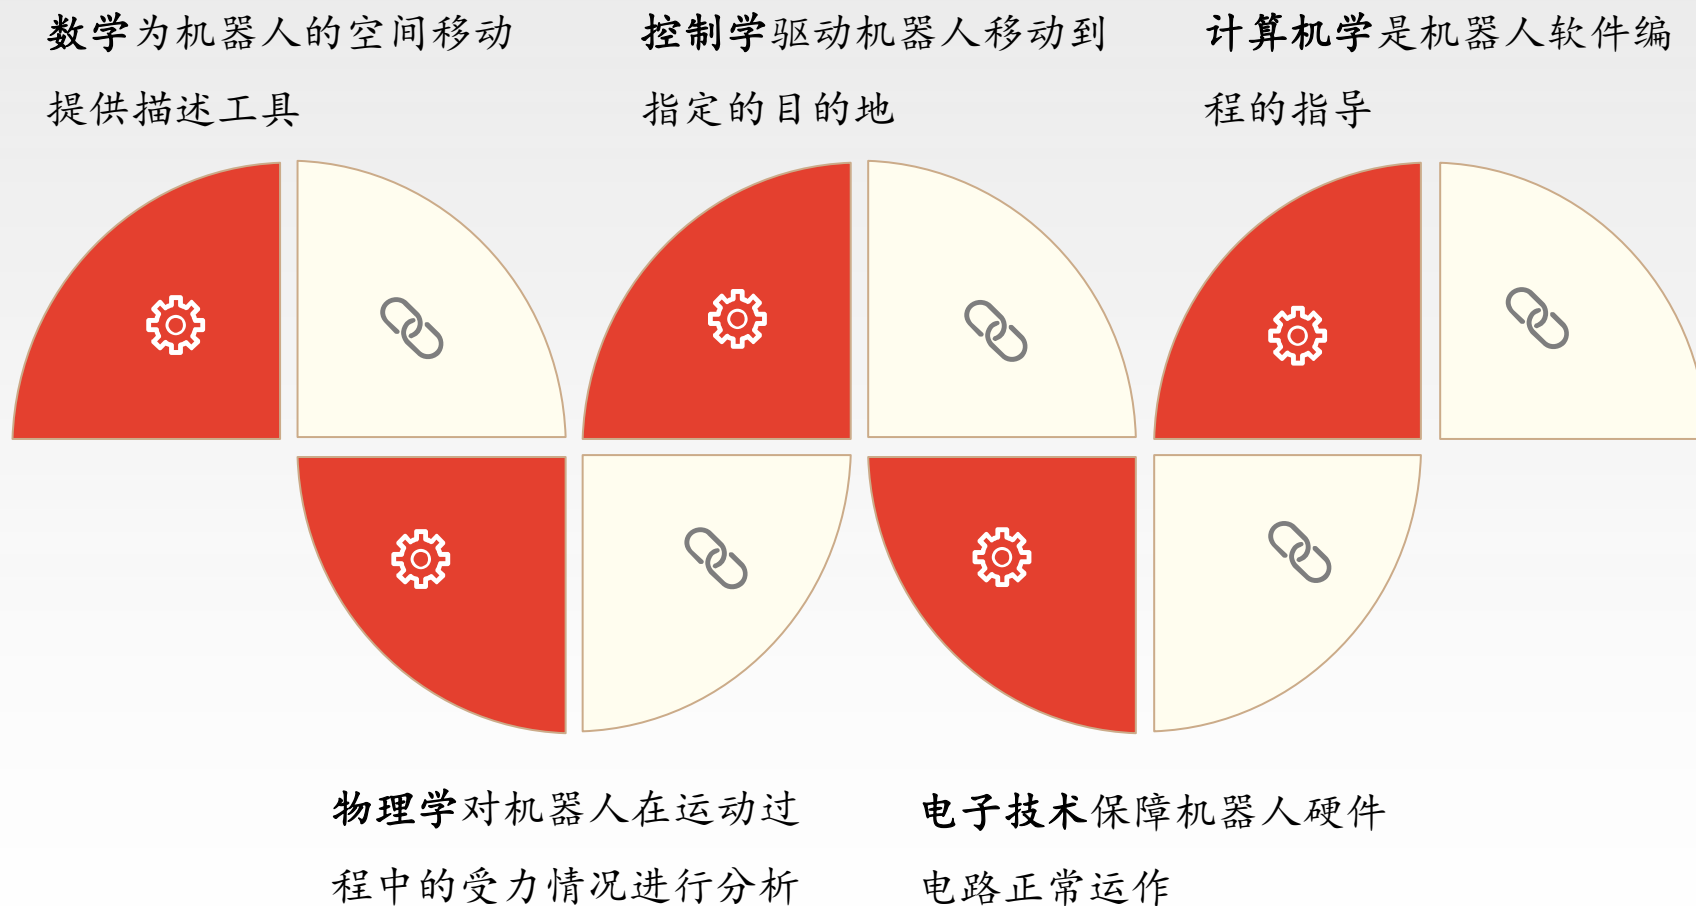 数学为机器人的空间移动
提供描述工具
控制学驱动机器人移动到
指定的目的地
计算机学是机器人软件编
程的指导
物理学对机器人在运动过
程中的受力情况进行分析
电子技术保障机器人硬件
电路正常运作